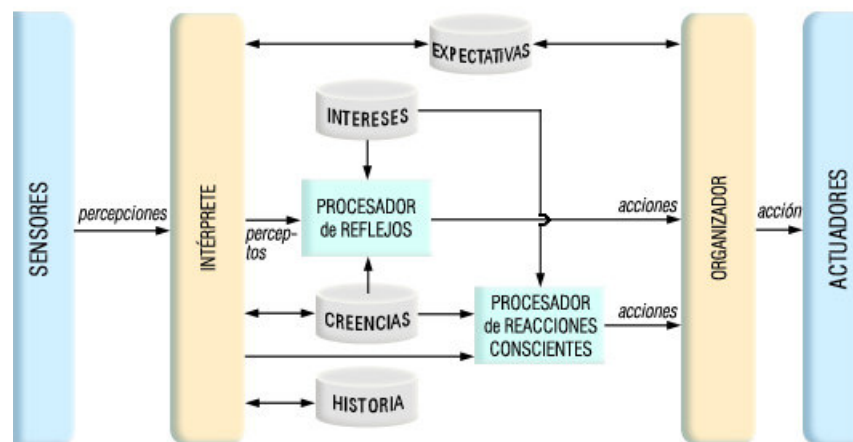 SENSORES
percepciones
INTÉRPRETE
EXPECTATIVAS
INTERESES
PROCESADOR
de REFLEJOS
percep-
tos
CREENCIAS
PROCESADOR
de REACCIONES
CONSCIENTES
HISTORIA
acciones
acciones
ORGANIZADOR
acción
ACTUADORES